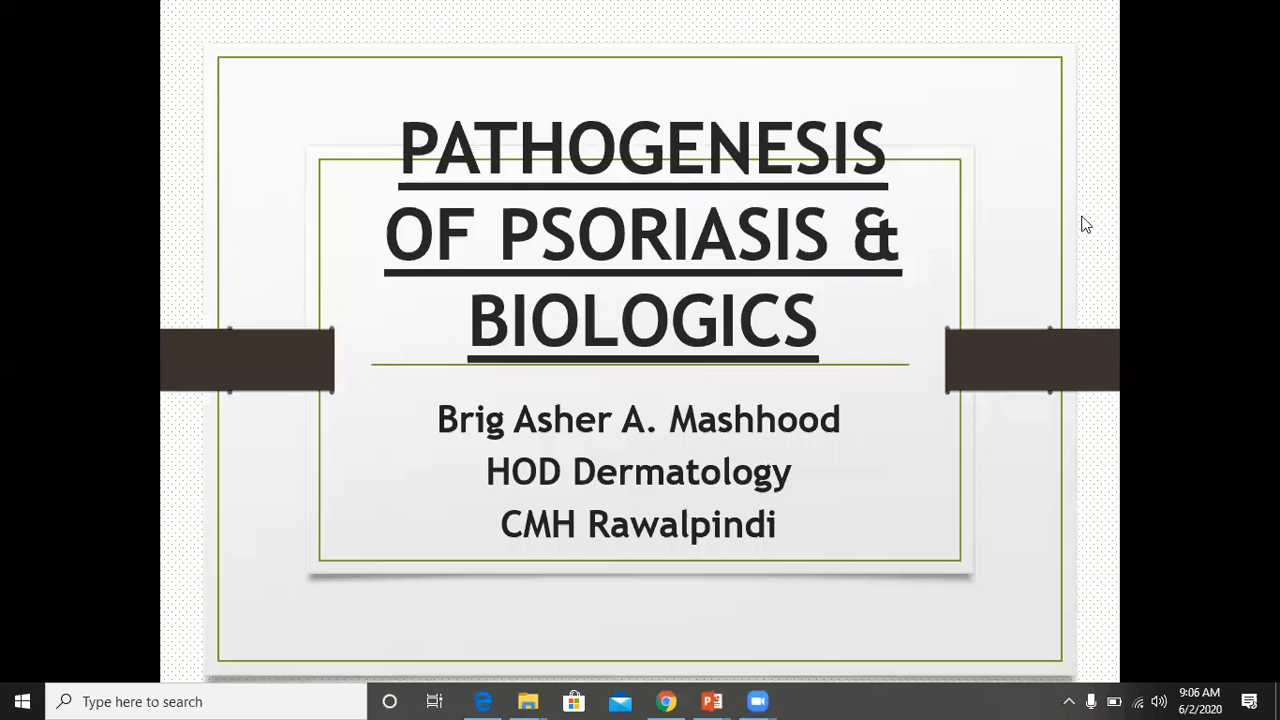 PATHOGENESIS
OF PSORIASIS &
BIOLOGICS
Brig Asher A. Mashhood
HOD Dermatology
CMH Rawalpindi
Type here to search
9:06 AM
6/2/2020